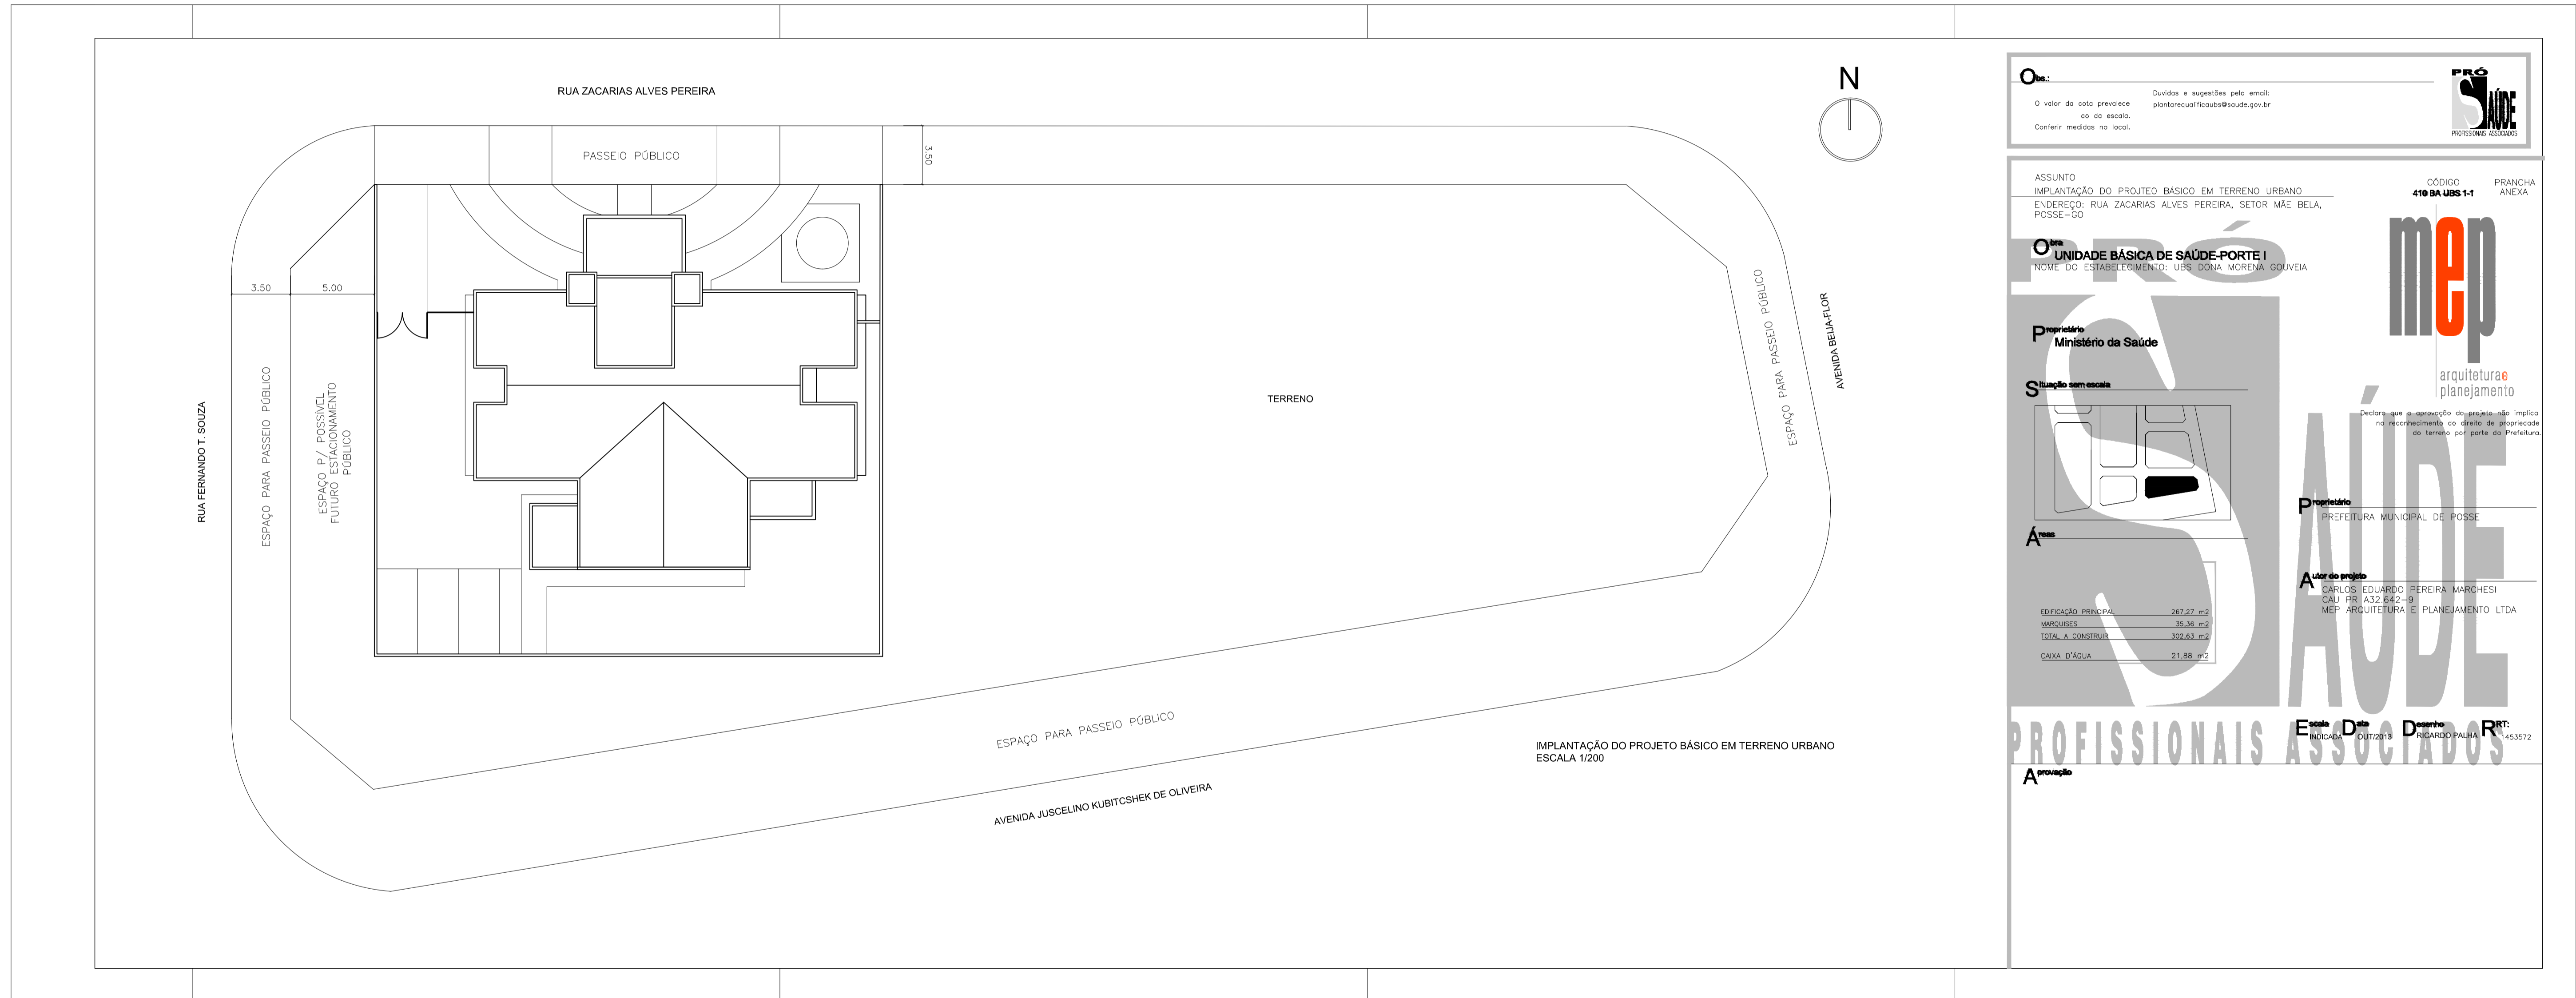 RUA ZACARIAS ALVES PEREIRA
N
PASSEIO PÚBLICO
3.50
3.50
5.00
RUA FERNANDO T. SOUZA
ESPAÇO PARA PASSEIO PÚBLICO
ESPAÇO P/ POSSÍVEL
FUTURO ESTACIONAMENTO
PÚBLICO
TERRENO
ESPAÇO PARA PASSEIO PÚBLICO
AVENIDA BEIJA-FLOR
ESPAÇO PARA PASSEIO PÚBLICO
AVENIDA JUSCELINO KUBITCSHEK DE OLIVEIRA
IMPLANTAÇÃO DO PROJETO BÁSICO EM TERRENO URBANO
ESCALA 1/200
Obs.:
O valor da cota prevalece
ao da escala.
Conferir medidas no local.
Duvidas e sugestões pelo email:
plantarequalificaubs@saude.gov.br
PRÓ
SAÚDE
PROFISSIONAIS ASSOCIADOS
ASSUNTO
IMPLANTAÇÃO DO PROJTEO BÁSICO EM TERRENO URBANO
ENDEREÇO: RUA ZACARIAS ALVES PEREIRA, SETOR MÃE BELA,
POSSE-GO
CÓDIGO
410 BA UBS 1-1
PRANCHA
ANEXA
Obra
UNIDADE BÁSICA DE SAÚDE-PORTE I
NOME DO ESTABELECIMENTO: UBS DONA MORENA GOUVEIA
mep
arquiteturae
planejamento
Proprietário
Ministério da Saúde
Situação sem escala
Declaro que a aprovação do projeto não implica
no reconhecimento do direito de propriedade
do terreno por parte da Prefeitura.
Proprietário
PREFEITURA MUNICIPAL DE POSSE
Áreas
Autor do projeto
CARLOS EDUARDO PEREIRA MARCHESI
CAU PR A32.642-9
MEP ARQUITETURA E PLANEJAMENTO LTDA
EDIFICAÇÃO PRINCIPAL 267,27 m2
MARQUISES 35,36 m2
TOTAL A CONSTRUIR 302,63 m2
CAIXA D'ÁGUA 21,88 m2
Escala
INDICADA
Data
OUT/2013
Desenho
RICARDO PALHA
RRT:
1453572
PRÓ
SAÚDE
PROFISSIONAIS ASSOCIADOS
Aprovação